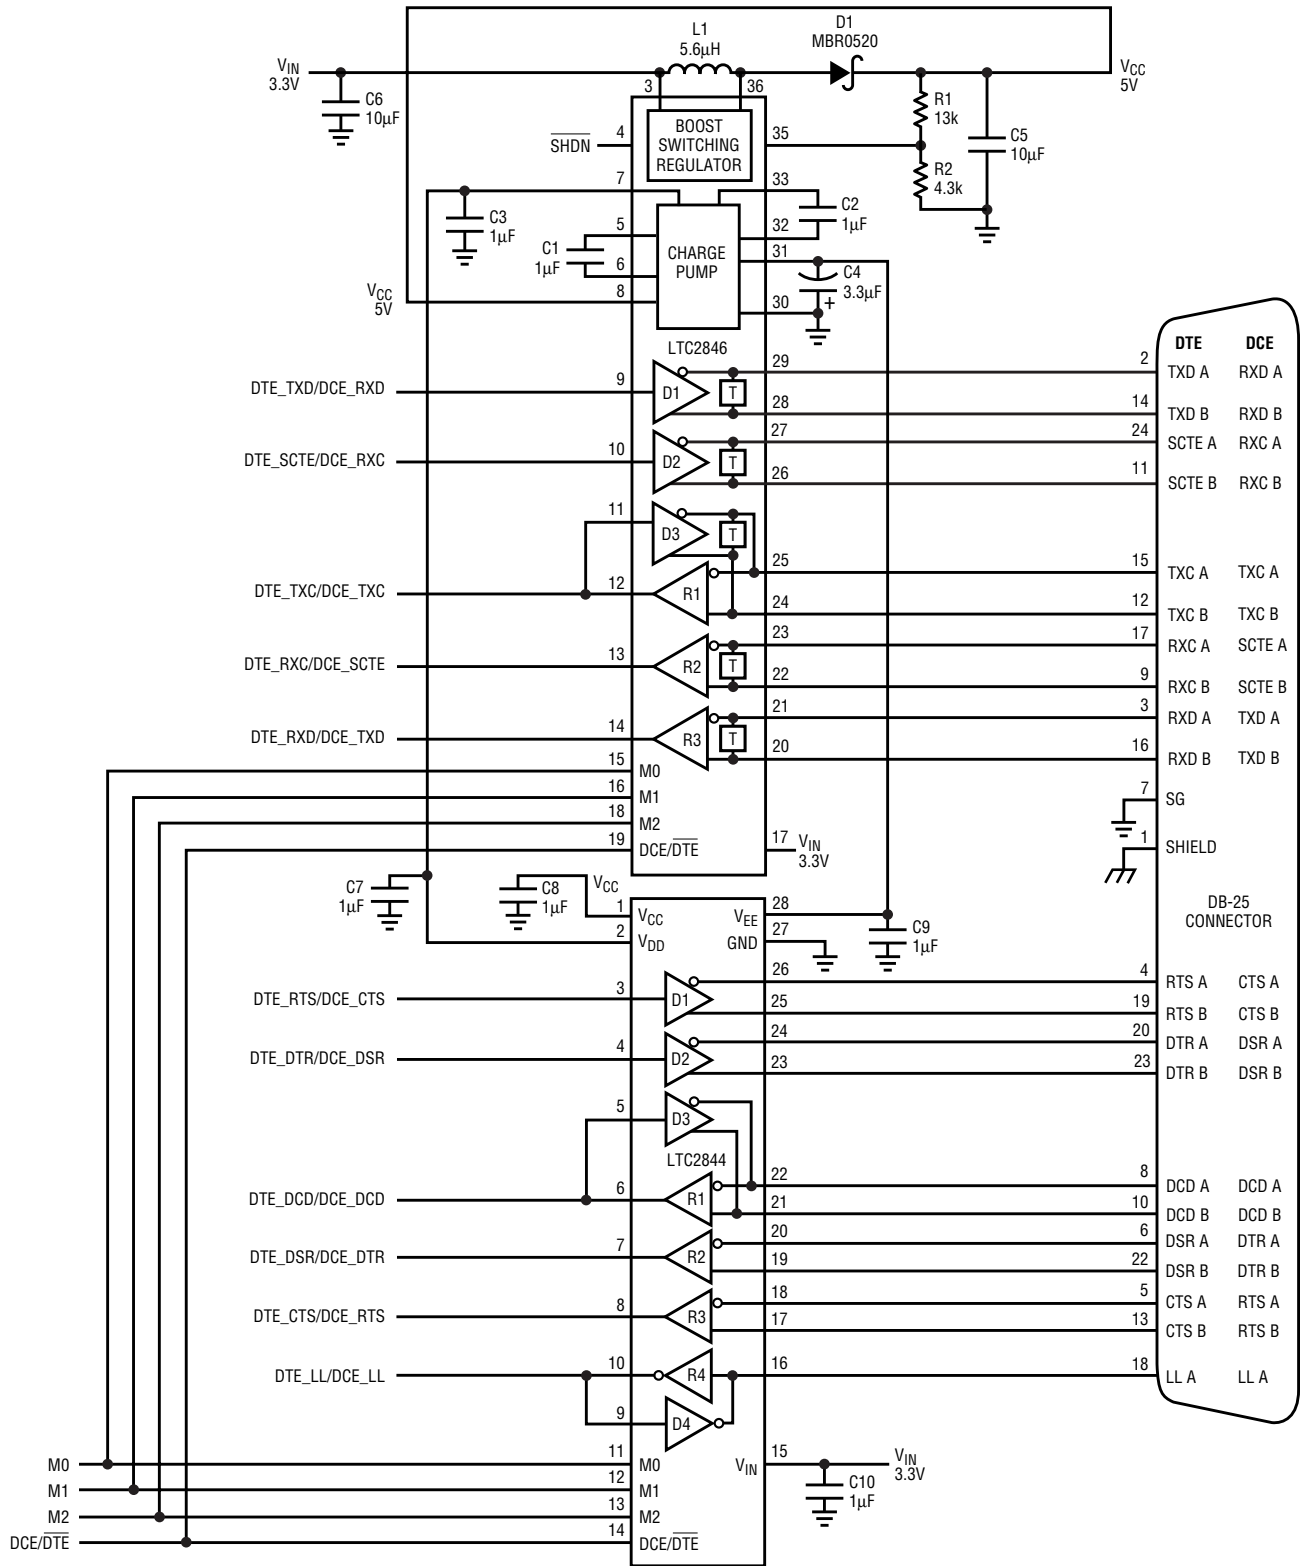 L1
5.6µH
D1
MBR0520
VIN
3.3V
3
36
VCC
5V
C6
10µF
R1
13k
BOOST
SWITCHING
REGULATOR
SHDN
4
35
C5
10µF
R2
4.3k
7
33
C3
1µF
C2
1µF
5
32
C1
1µF
CHARGE
PUMP
31
6
C4
3.3µF
+
VCC
5V
8
30
LTC2846
DTE DCE
DTE_TXD/DCE_RXD
9
D1
T
29
2
TXD A RXD A
28
14
TXD B RXD B
DTE_SCTE/DCE_RXC
10
D2
T
27
24
SCTE A RXC A
26
11
SCTE B RXC B
11
D3
T
DTE_TXC/DCE_TXC
12
R1
25
15
TXC A TXC A
24
12
TXC B TXC B
DTE_RXC/DCE_SCTE
13
R2
T
23
17
RXC A SCTE A
22
9
RXC B SCTE B
DTE_RXD/DCE_TXD
14
R3
T
21
3
RXD A TXD A
20
16
RXD B TXD B
15
M0
16
M1
18
M2
19
DCE/DTE
17
VIN
3.3V
7
SG
1
SHIELD
DB-25
CONNECTOR
C7
1µF
C8
1µF
VCC
1
VCC
2
VDD
VEE
28
GND
27
C9
1µF
DTE_RTS/DCE_CTS
3
D1
26
4
RTS A CTS A
25
19
RTS B CTS B
DTE_DTR/DCE_DSR
4
D2
24
20
DTR A DSR A
23
23
DTR B DSR B
5
D3
LTC2844
DTE_DCD/DCE_DCD
6
R1
22
8
DCD A DCD A
21
10
DCD B DCD B
DTE_DSR/DCE_DTR
7
R2
20
6
DSR A DTR A
19
22
DSR B DTR B
DTE_CTS/DCE_RTS
8
R3
18
5
CTS A RTS A
17
13
CTS B RTS B
DTE_LL/DCE_LL
10
R4
16
18
LL A LL A
9
D4
M0
11
M0
M1
12
M1
M2
13
M2
DCE/DTE
14
DCE/DTE
VIN
15
VIN
3.3V
C10
1µF